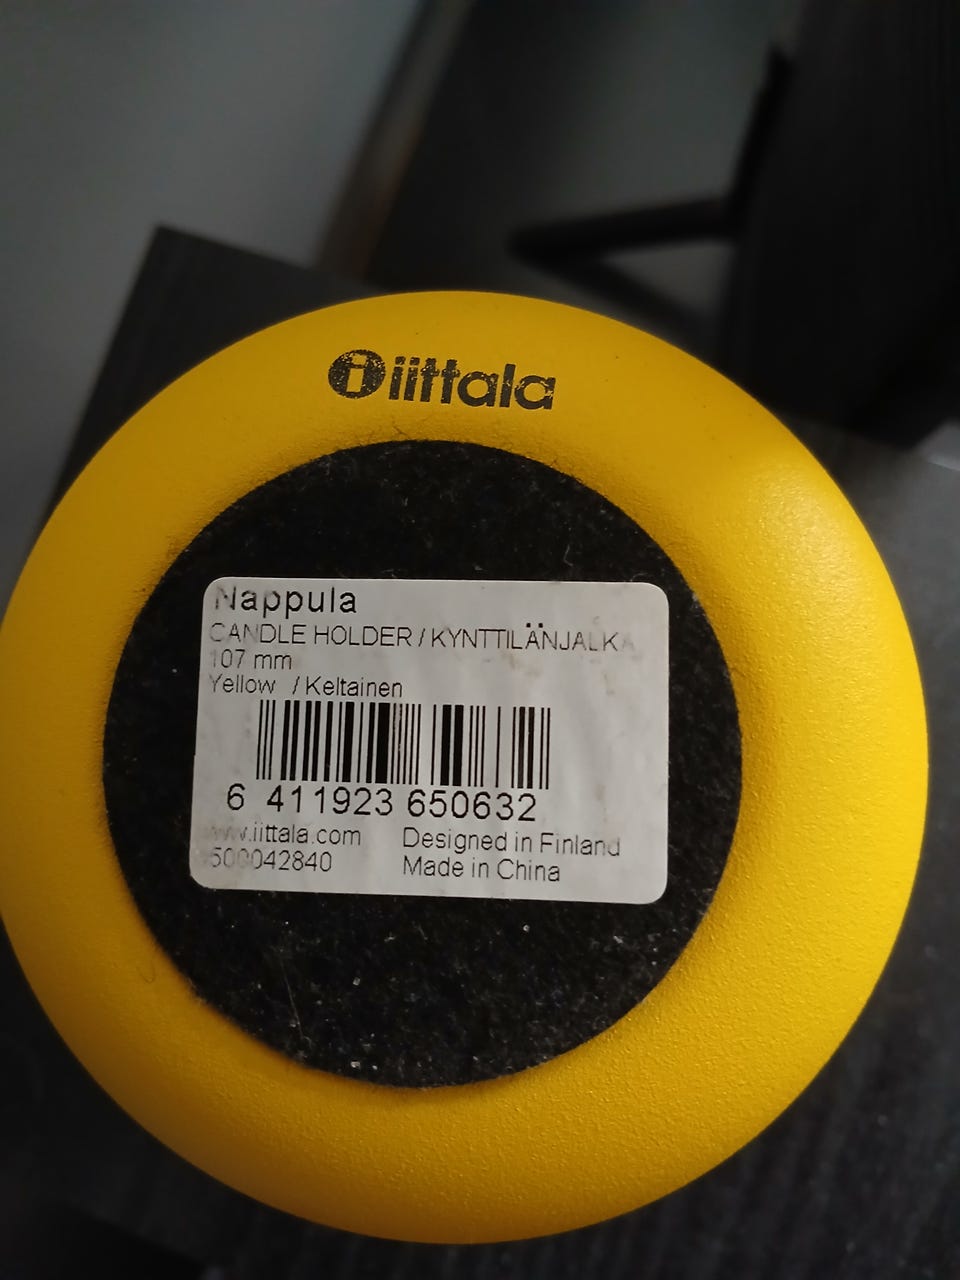 iittala
Nappula
CANDLE HOLDER / KYNTTILÄNJALKA
107 mm
Yellow / Keltainen
6 411923 650632
www.iittala.com Designed in Finland
500042840 Made in China